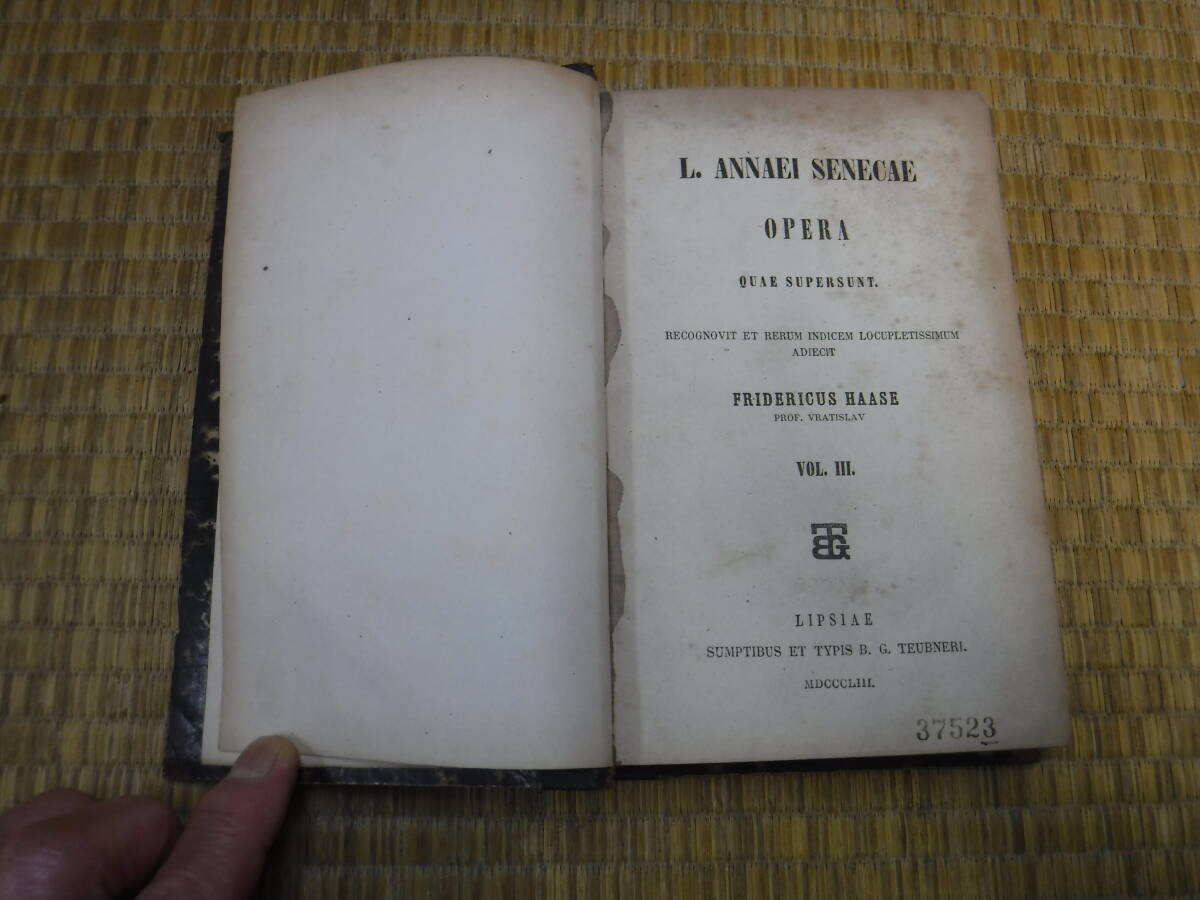 L. ANNAEI SENECAE
OPERA
QUAE SUPERSUNT.
RECOGNOVIT ET RERUM INDICEM LOCUPLETISSIMUM
ADIECIT
FRIDERICUS HAASE
PROF. VRATISLAV
VOL. III.
BTG
LIPSIAE
SUMPTIBUS ET TYPIS B. G. TEUBNERI.
MDCCCLIII.
37523